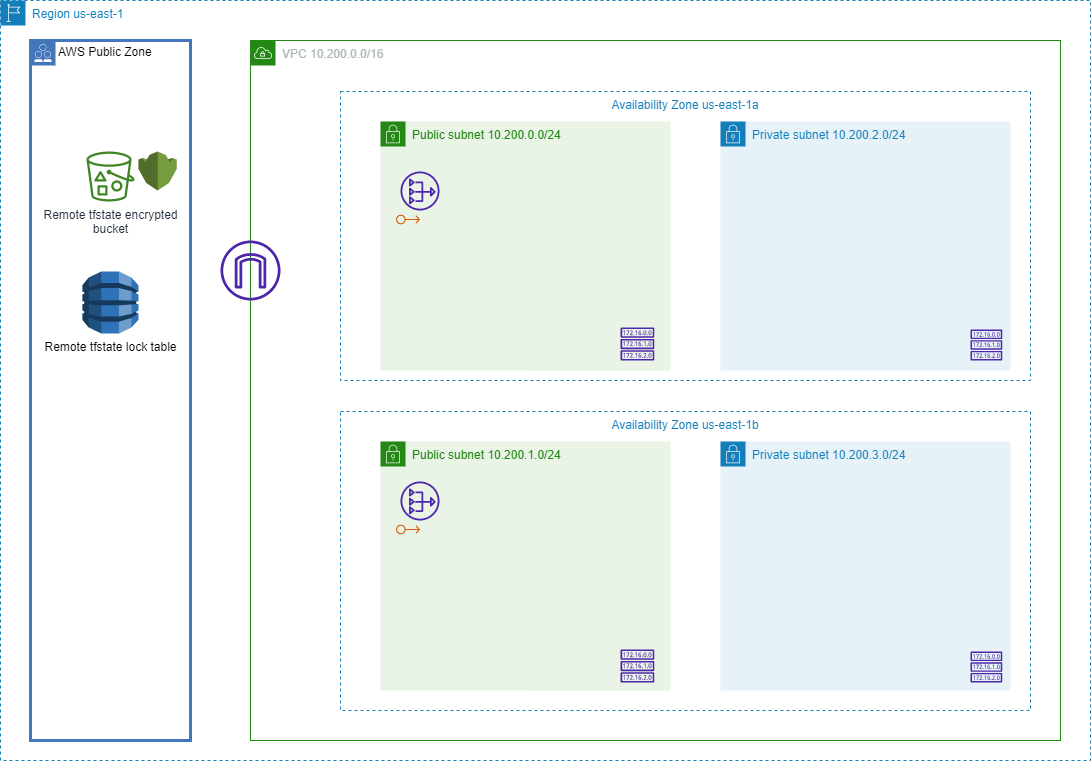 Region us-east-1
AWS Public Zone
VPC 10.200.0.0/16
Availability Zone us-east-1a
Public subnet 10.200.0.0/24
Private subnet 10.200.2.0/24
Remote tfstate encrypted
bucket
Remote tfstate lock table
172.16.0.0
172.16.1.0
172.16.2.0
172.16.0.0
172.16.1.0
172.16.2.0
Availability Zone us-east-1b
Public subnet 10.200.1.0/24
Private subnet 10.200.3.0/24
172.16.0.0
172.16.1.0
172.16.2.0
172.16.0.0
172.16.1.0
172.16.2.0